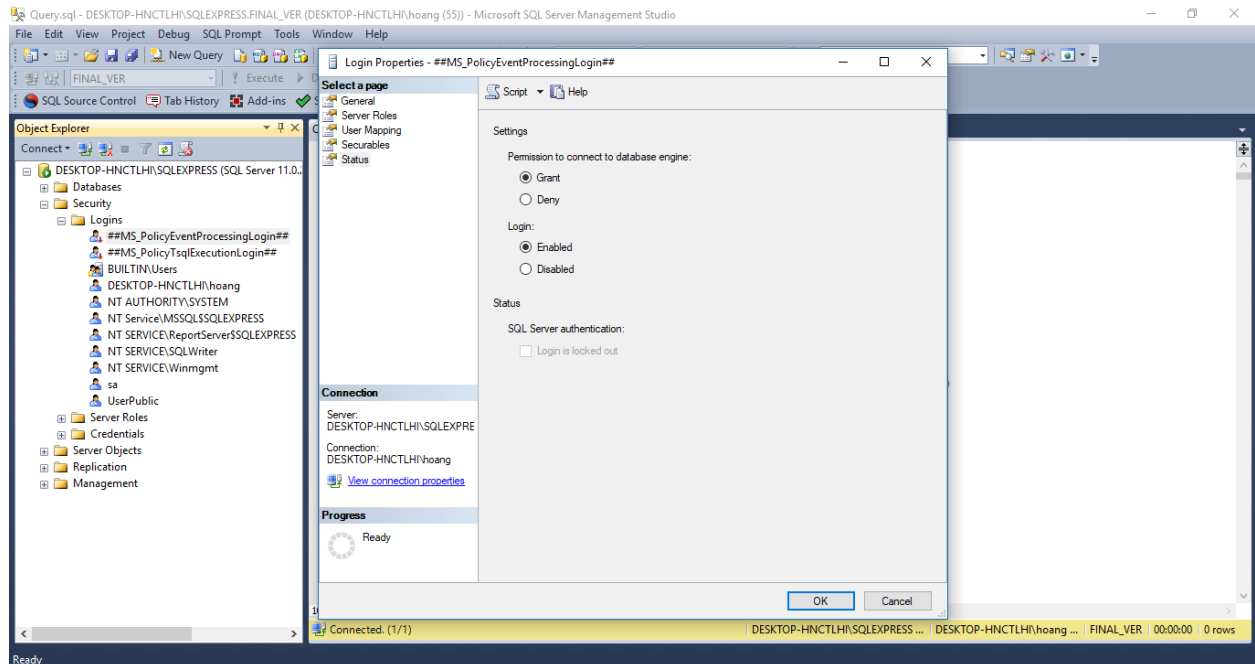 Query.sql - DESKTOP-HNCTLHI\SQLEXPRESS.FINAL_VER (DESKTOP-HNCTLHI\hoang (55)) - Microsoft SQL Server Management Studio
File Edit View Project Debug SQL Prompt Tools Window Help
New Query
FINAL_VER Execute
SQL Source Control Tab History Add-ins
Object Explorer
Connect
DESKTOP-HNCTLHI\SQLEXPRESS (SQL Server 11.0.
Databases
Security
Logins
##MS_PolicyEventProcessingLogin##
##MS_PolicyTsqlExecutionLogin##
BUILTIN\Users
DESKTOP-HNCTLHI\hoang
NT AUTHORITY\SYSTEM
NT Service\MSSQL$SQLEXPRESS
NT SERVICE\ReportServer$SQLEXPRESS
NT SERVICE\SQLWriter
NT SERVICE\Winmgmt
sa
UserPublic
Server Roles
Credentials
Server Objects
Replication
Management
Login Properties - ##MS_PolicyEventProcessingLogin##
Select a page
General
Server Roles
User Mapping
Securables
Status
Script Help
Settings
Permission to connect to database engine:
Grant
Deny
Login:
Enabled
Disabled
Status
SQL Server authentication:
Login is locked out
Connection
Server:
DESKTOP-HNCTLHI\SQLEXPRE
Connection:
DESKTOP-HNCTLHI\hoang
View connection properties
Progress
Ready
OK Cancel
Connected. (1/1) DESKTOP-HNCTLHI\SQLEXPRESS ... DESKTOP-HNCTLHI\hoang ... FINAL_VER 00:00:00 0 rows
Ready